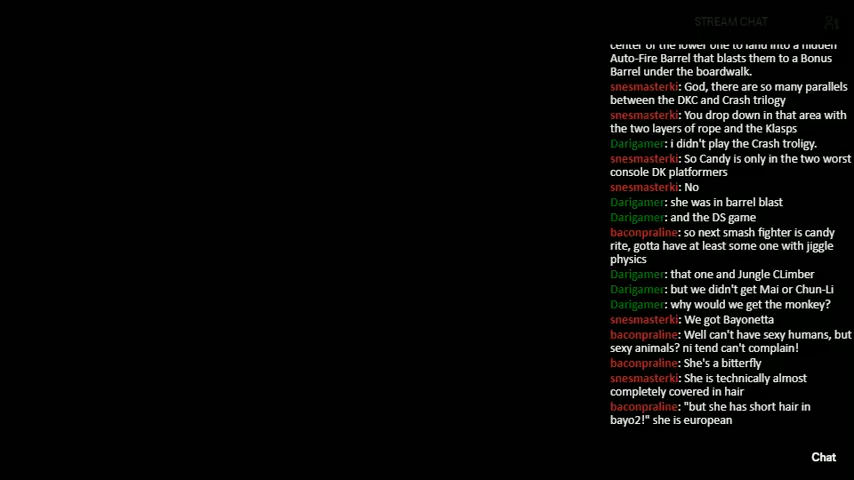 STREAM CHAT
center of the lower one to land into a hidden
Auto-Fire Barrel that blasts them to a Bonus
Barrel under the boardwalk.
snesmasterki: God, there are so many parallels
between the DKC and Crash trilogy
snesmasterki: You drop down in that area with
the two layers of rope and the Klasps
Darigamer: i didn't play the Crash troligy.
snesmasterki: So Candy is only in the two worst
console DK platformers
snesmasterki: No
Darigamer: she was in barrel blast
Darigamer: and the DS game
baconpraline: so next smash fighter is candy
rite, gotta have at least some one with jiggle
physics
Darigamer: that one and Jungle CLimber
Darigamer: but we didn't get Mai or Chun-Li
Darigamer: why would we get the monkey?
snesmasterki: We got Bayonetta
baconpraline: Well can't have sexy humans, but
sexy animals? ni tend can't complain!
baconpraline: She's a bitterfly
snesmasterki: She is technically almost
completely covered in hair
baconpraline: "but she has short hair in
bayo2!" she is european
Chat